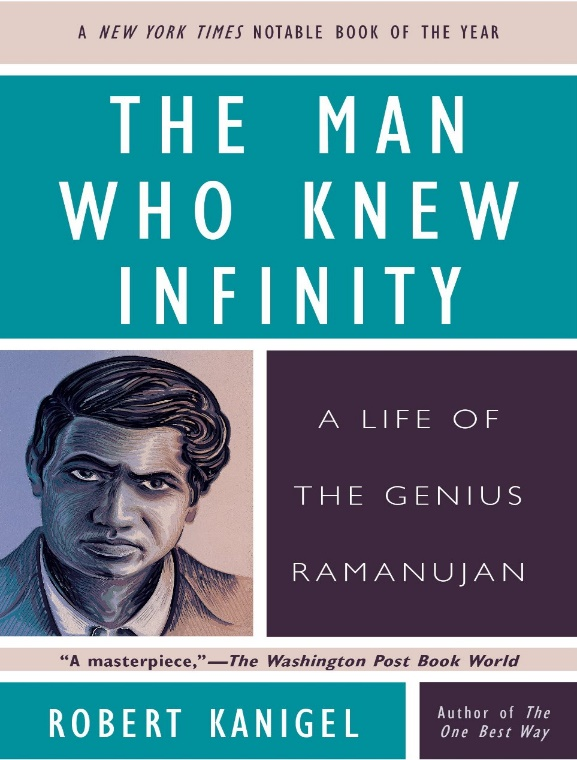 A NEW YORK TIMES NOTABLE BOOK OF THE YEAR
THE MAN
WHO KNEW
INFINITY
A LIFE OF
THE GENIUS
RAMANUJAN
“A masterpiece,”—The Washington Post Book World
ROBERT KANIGEL
Author of The
One Best Way